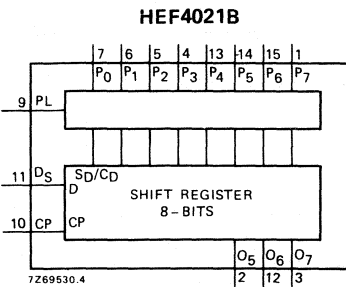 HEF4021B
7 6 5 4 13 14 15 1
P0 P1 P2 P3 P4 P5 P6 P7
9 PL
11 DS SD/CD
D
SHIFT REGISTER
8-BITS
10 CP CP
O5 O6 O7
2 12 3
7Z69530.4